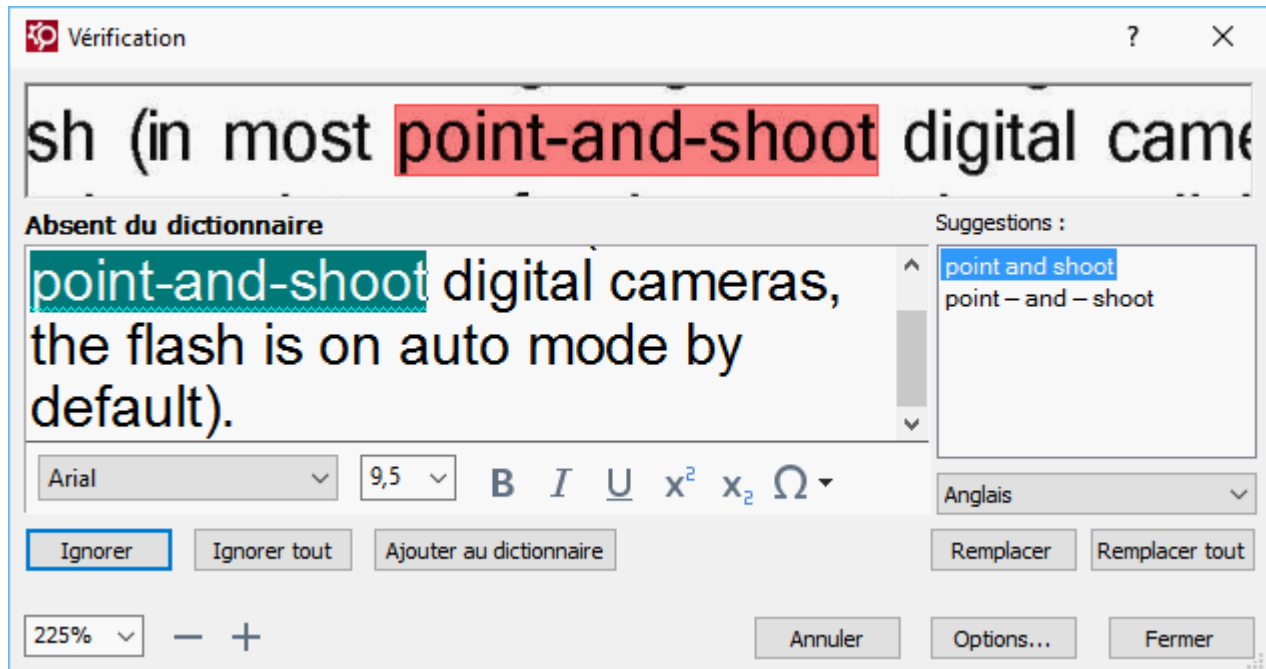 Vérification
?
sh (in most point-and-shoot digital
Absent du dictionnaire
Suggestions :
point-and-shoot digital cameras,
the flash is on auto mode by
default).
point and shoot
point – and – shoot
Arial 9,5 B I U x² x₂ Ω
Anglais
Ignorer Ignorer tout Ajouter au dictionnaire Remplacer Remplacer tout
225% Annuler Options... Fermer